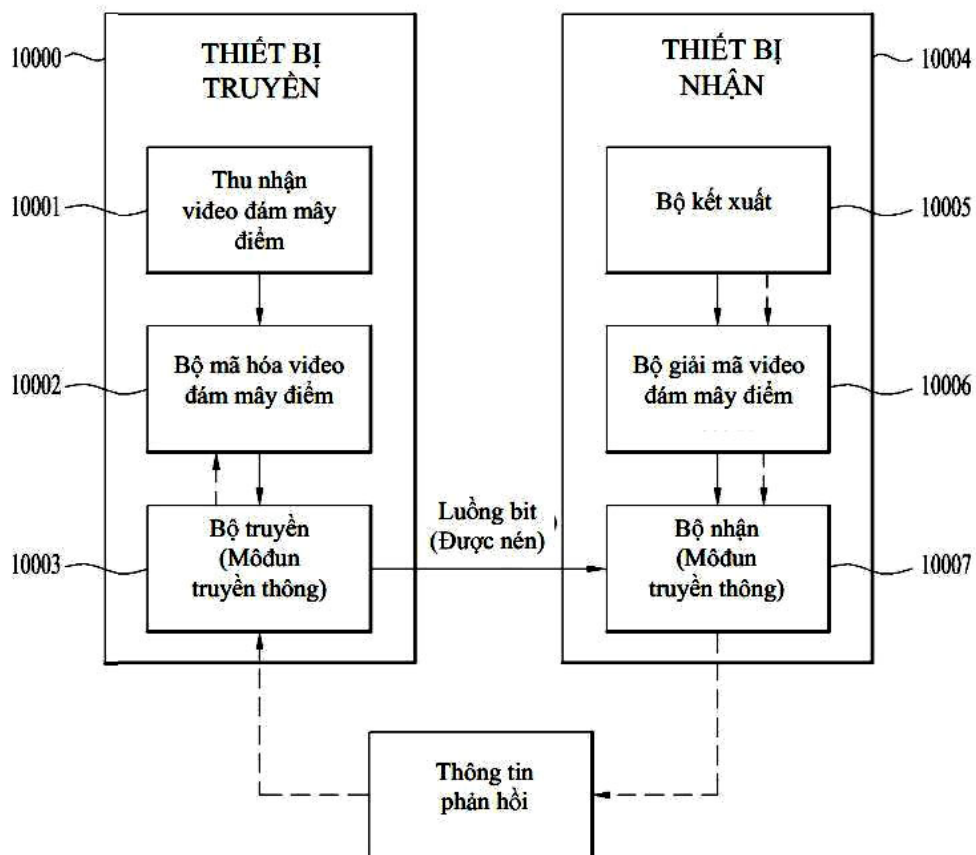 10000
THIẾT BỊ
TRUYỀN
10001
Thu nhận
viđeo đám mây
điểm
10002
Bộ mã hóa viđeo
đám mây điểm
10003
Bộ truyền
(Môđun
truyền thông)
Luồng bit
(Được nén)
THIẾT BỊ
NHẬN
10004
Bộ kết xuất
10005
Bộ giải mã viđeo
đám mây điểm
10006
Bộ nhận
(Môđun
truyền thông)
10007
Thông tin
phản hồi